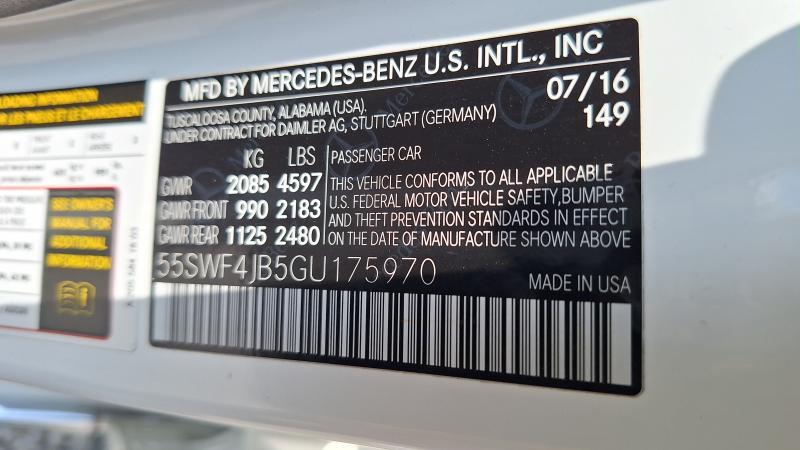 MFD BY MERCEDES-BENZ U.S. INTL., INC
TUSCALOOSA COUNTY, ALABAMA (USA). 07/16
UNDER CONTRACT FOR DAIMLER AG, STUTTGART (GERMANY) 149
KG LBS PASSENGER CAR
GVWR 2085 4597
GAWR FRONT 990 2183
GAWR REAR 1125 2480
THIS VEHICLE CONFORMS TO ALL APPLICABLE
U.S. FEDERAL MOTOR VEHICLE SAFETY, BUMPER
AND THEFT PREVENTION STANDARDS IN EFFECT
ON THE DATE OF MANUFACTURE SHOWN ABOVE
55SWF4JB5GU175970
MADE IN USA
LOADING INFORMATION
SEE OWNER'S
MANUAL FOR
ADDITIONAL
INFORMATION